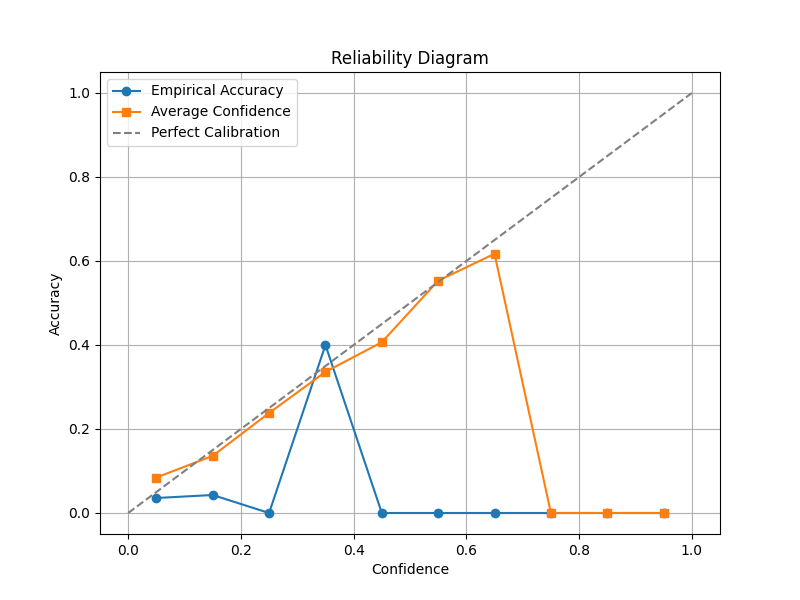 Reliability Diagram
Empirical Accuracy
Average Confidence
Perfect Calibration
1.0
0.8
0.6
0.4
0.2
0.0
Accuracy
0.0 0.2 0.4 0.6 0.8 1.0
Confidence